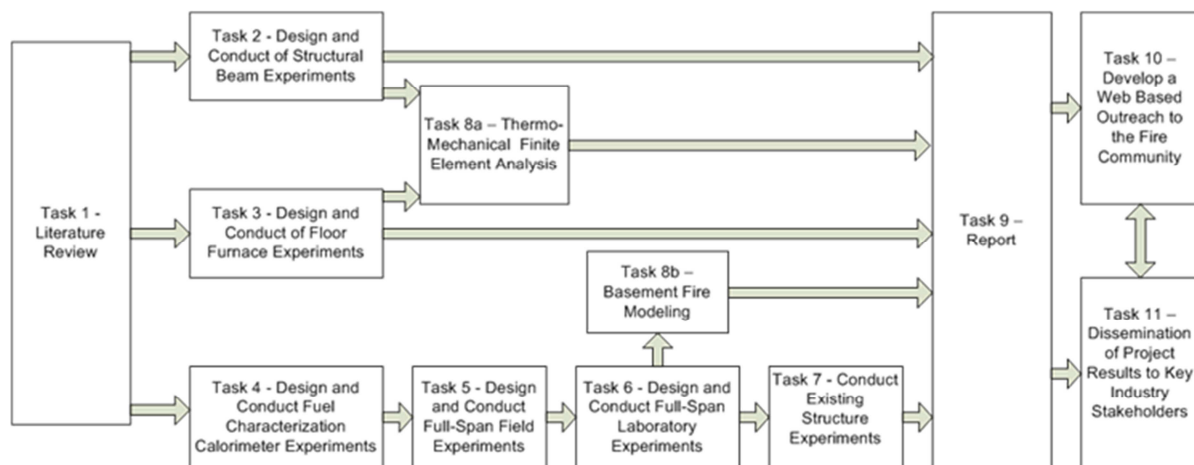 Task 1 -
Literature
Review
Task 2 - Design and
Conduct of Structural
Beam Experiments
Task 8a – Thermo-
Mechanical Finite
Element Analysis
Task 3 - Design and
Conduct of Floor
Furnace Experiments
Task 8b –
Basement Fire
Modeling
Task 4 - Design and
Conduct Fuel
Characterization
Calorimeter Experiments
Task 5 - Design
and Conduct
Full-Span Field
Experiments
Task 6 - Design and
Conduct Full-Span
Laboratory
Experiments
Task 7 - Conduct
Existing
Structure
Experiments
Task 9 –
Report
Task 10 –
Develop a
Web Based
Outreach to
the Fire
Community
Task 11 –
Dissemination
of Project
Results to Key
Industry
Stakeholders